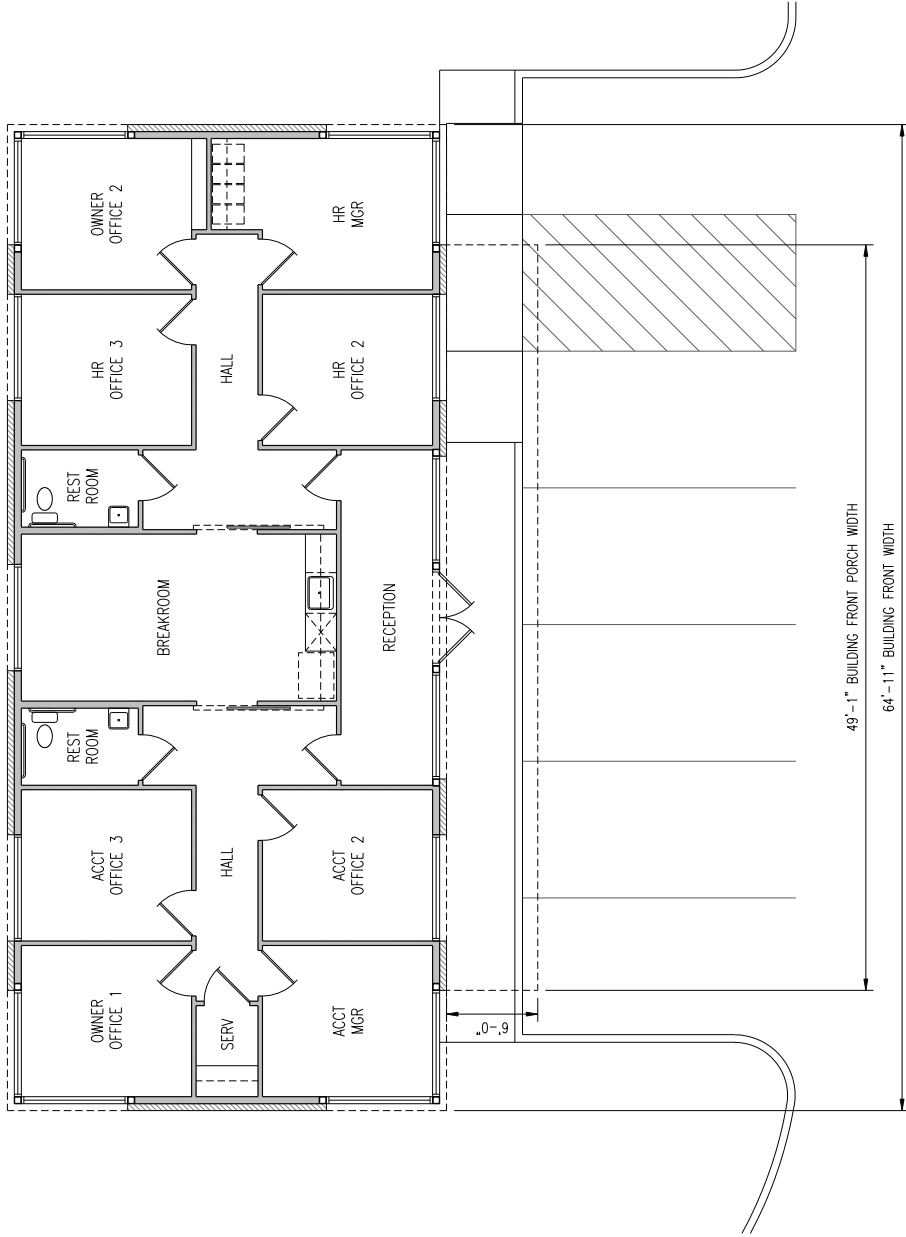 OWNER
OFFICE 1
ACCT
OFFICE 3
REST
ROOM
BREAKROOM
REST
ROOM
HR
OFFICE 3
OWNER
OFFICE 2
SERV
HALL
HALL
ACCT
MGR
ACCT
OFFICE 2
RECEPTION
HR
OFFICE 2
HR
MGR
6'-0"
49'-1" BUILDING FRONT PORCH WIDTH
64'-11" BUILDING FRONT WIDTH